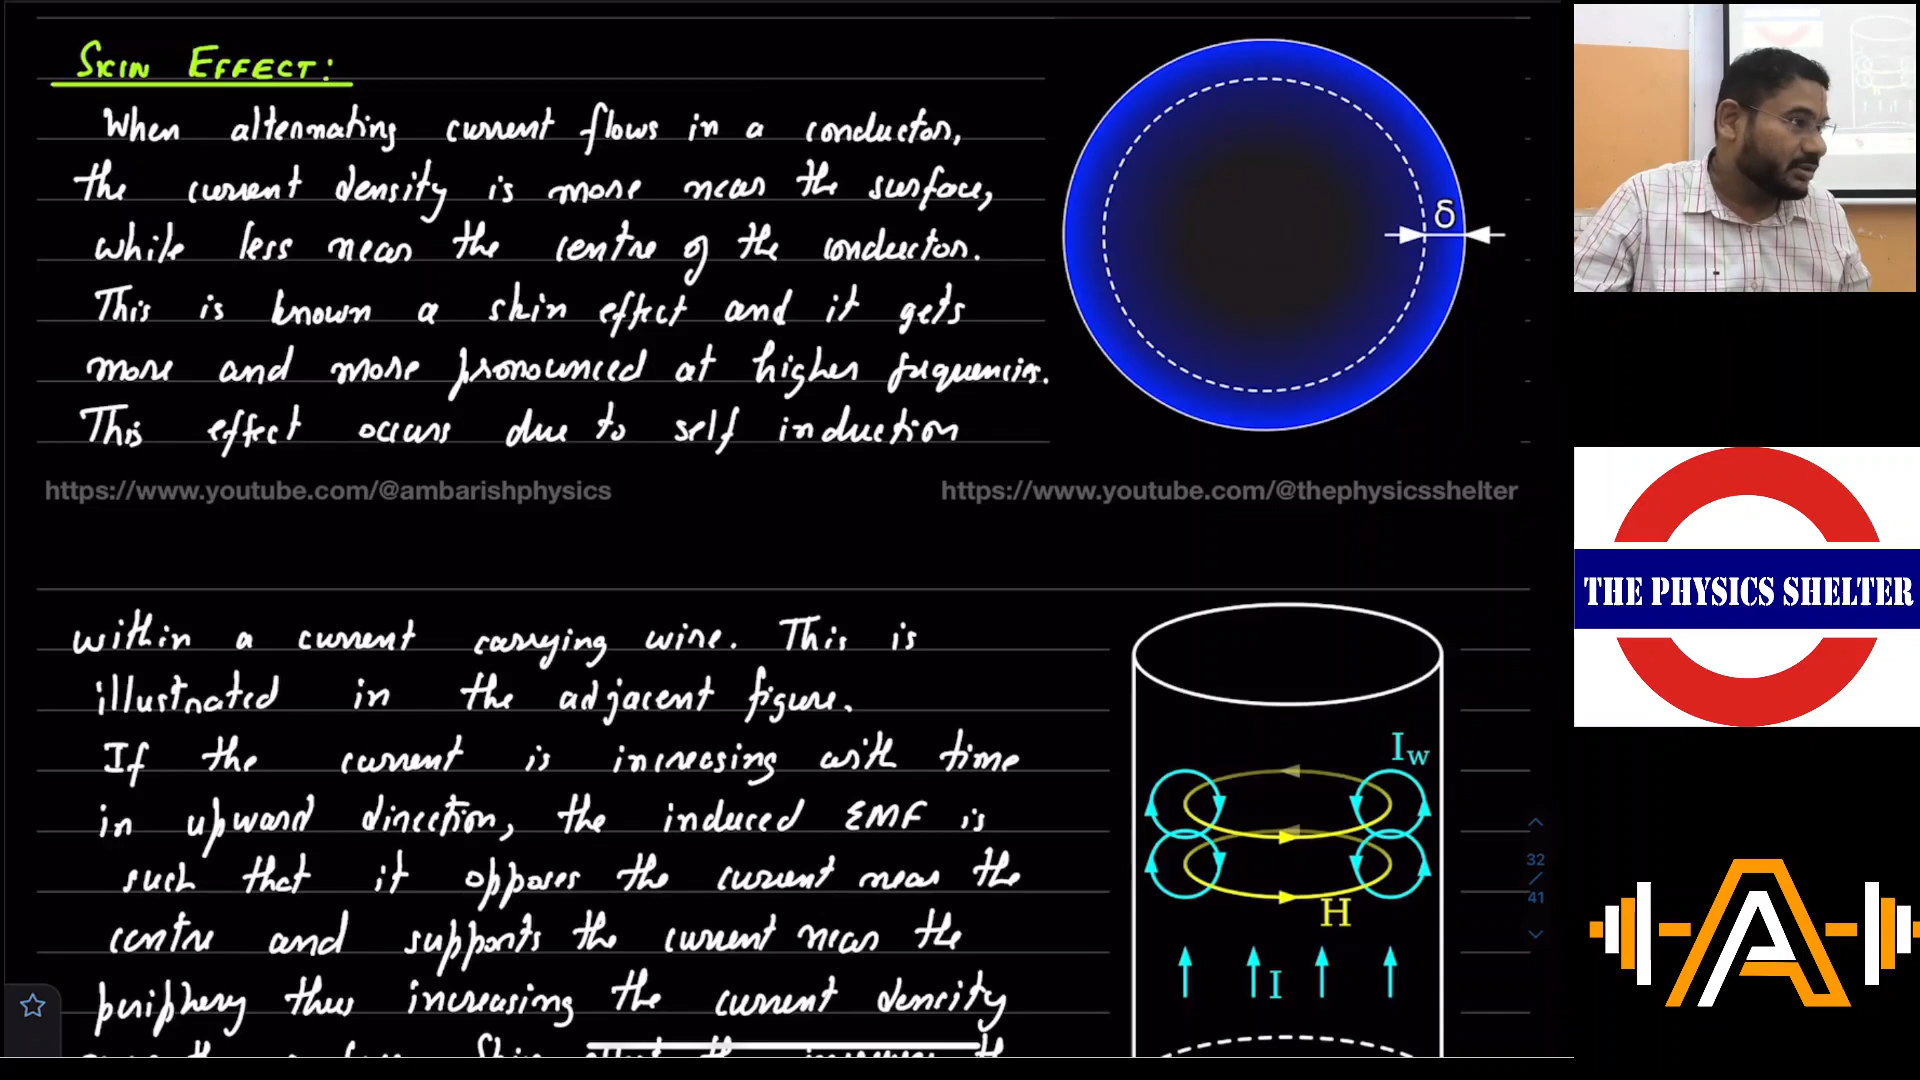 SKIN EFFECT:
When alternating current flows in a conductor,
the current density is more near the surface,
while less near the centre of the conductor.
This is known a skin effect and it gets
more and more pronounced at higher frequencies.
This effect occurs due to self induction
δ
https://www.youtube.com/@ambarishphysics
https://www.youtube.com/@thephysicsshelter
within a current carrying wire. This is
illustrated in the adjacent figure.
If the current is increasing with time
in upward direction, the induced EMF is
such that it opposes the current near the
centre and supports the current near the
periphery thus increasing the current density
Iw
H
I
32
/
41
THE PHYSICS SHELTER
A